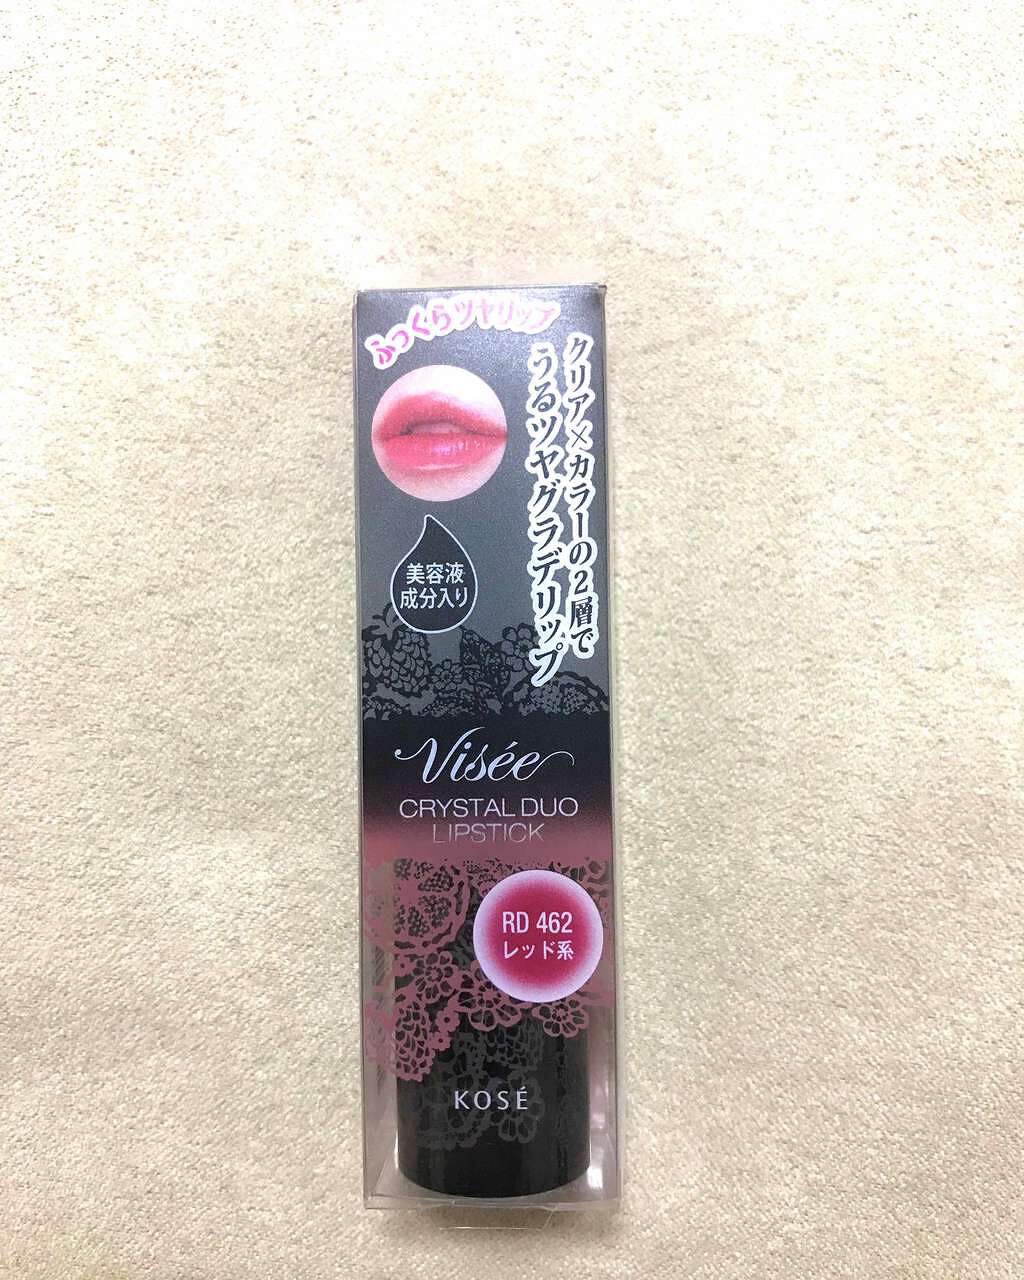 ふっくらツヤリップ
クリア×カラーの2層で
うるツヤグラデリップ
美容液
成分入り
Visée
CRYSTAL DUO
LIPSTICK
RD 462
レッド系
KOSÉ